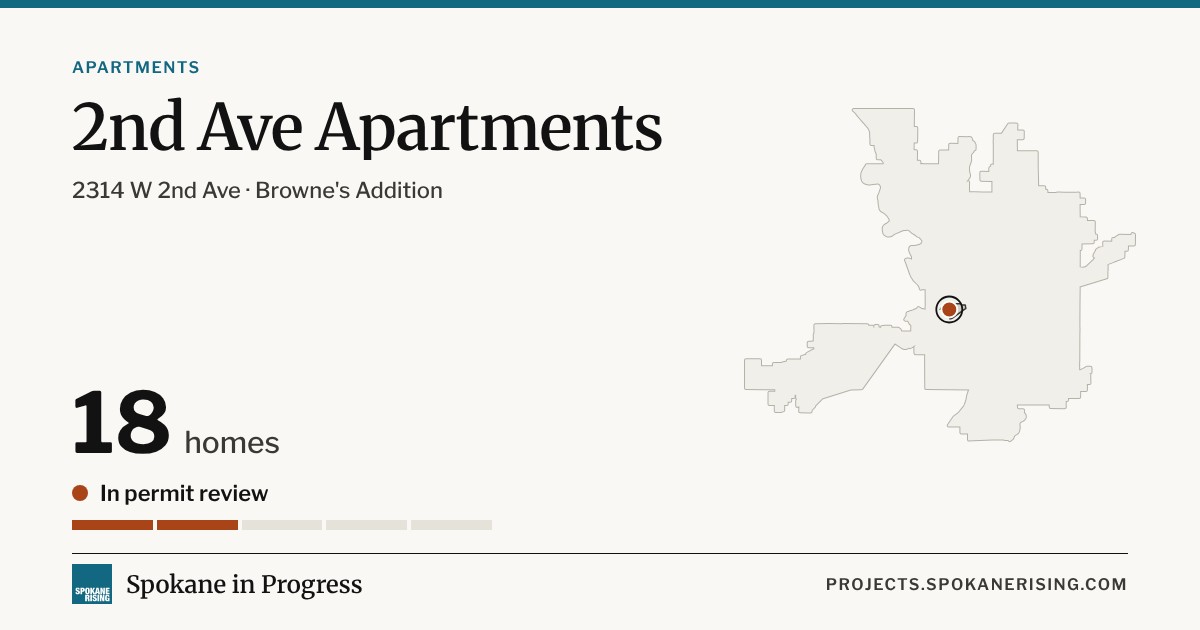 APARTMENTS
2nd Ave Apartments
2314 W 2nd Ave · Browne's Addition
18 homes
In permit review
SPOKANE
RISING
Spokane in Progress
PROJECTS.SPOKANERISING.COM